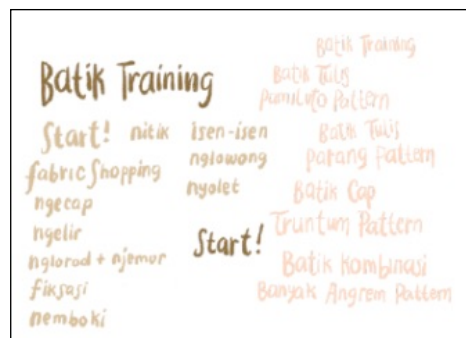 Batik Training
Start! nitik isen-isen
fabric Shopping nglowong
ngecap nyolet
ngelir
Start!
nglorod + njemur
fiksasi
nemboki
Batik Training
Batik Tulis
Pamiluto Pattern
Batik Tulis
Parang Pattern
Batik Cap
Truntum Pattern
Batik Kombinasi
Banyak Angrem Pattern